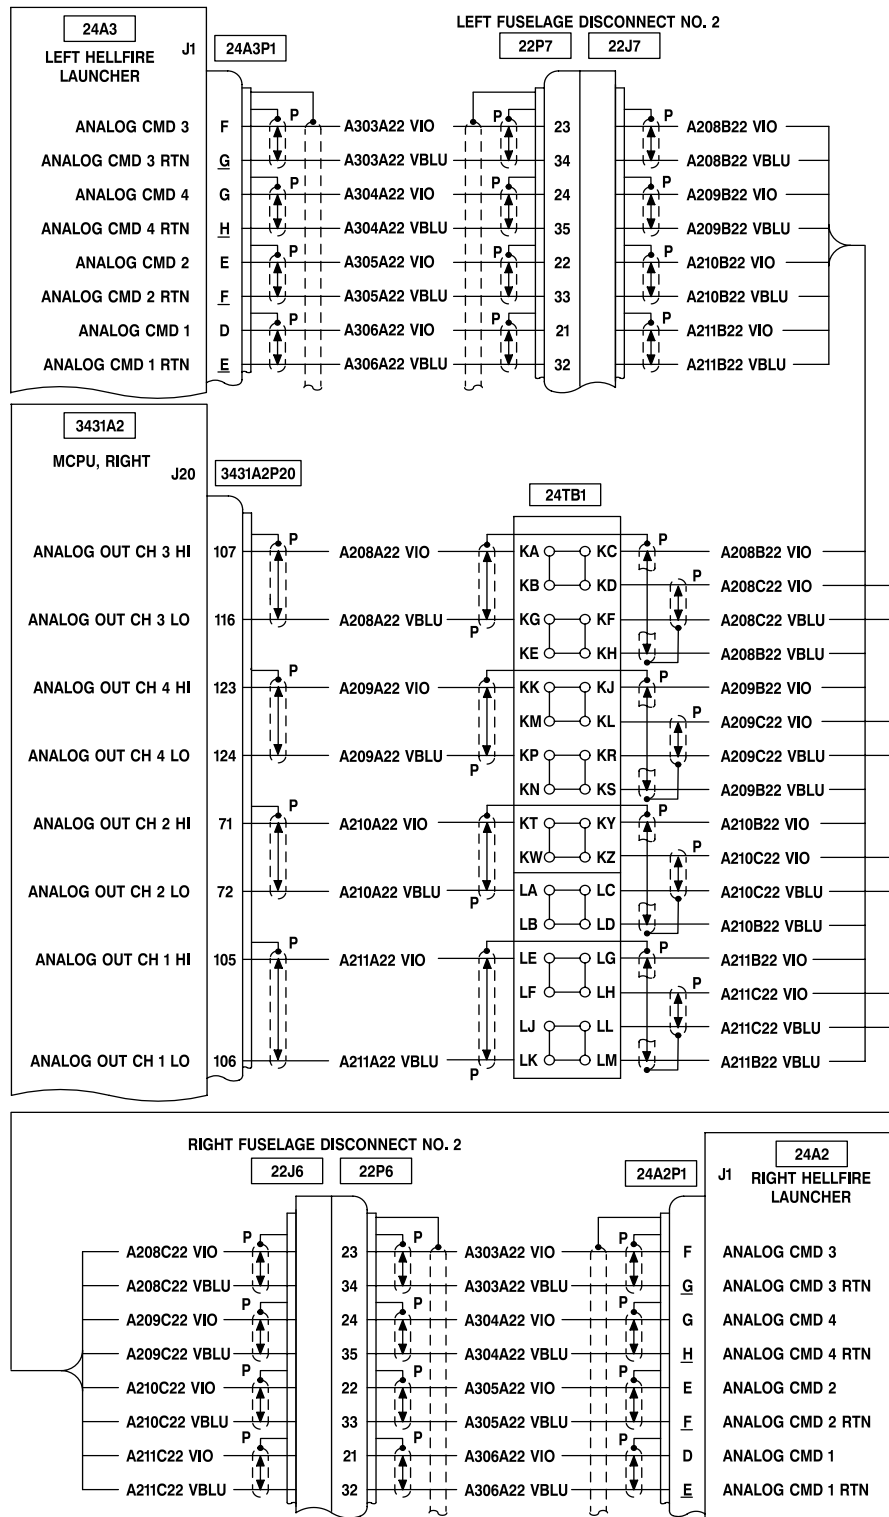 LEFT FUSELAGE DISCONNECT NO. 2
24A3 J1 24A3P1 22P7 22J7
LEFT HELLFIRE
LAUNCHER
ANALOG CMD 3 F P A303A22 VIO P 23 P A208B22 VIO
ANALOG CMD 3 RTN G A303A22 VBLU 34 A208B22 VBLU
ANALOG CMD 4 G P A304A22 VIO P 24 P A209B22 VIO
ANALOG CMD 4 RTN H A304A22 VBLU 35 A209B22 VBLU
ANALOG CMD 2 E P A305A22 VIO P 22 P A210B22 VIO
ANALOG CMD 2 RTN F A305A22 VBLU 33 A210B22 VBLU
ANALOG CMD 1 D P A306A22 VIO P 21 P A211B22 VIO
ANALOG CMD 1 RTN E A306A22 VBLU 32 A211B22 VBLU
3431A2
MCPU, RIGHT
J20 3431A2P20
24TB1
ANALOG OUT CH 3 HI 107 P A208A22 VIO KA KC P A208B22 VIO
KB KD P A208C22 VIO
ANALOG OUT CH 3 LO 116 A208A22 VBLU P KG KF A208C22 VBLU
KE KH A208B22 VBLU
ANALOG OUT CH 4 HI 123 P A209A22 VIO KK KJ P A209B22 VIO
KM KL P A209C22 VIO
ANALOG OUT CH 4 LO 124 A209A22 VBLU P KP KR A209C22 VBLU
KN KS A209B22 VBLU
ANALOG OUT CH 2 HI 71 P A210A22 VIO KT KY P A210B22 VIO
KW KZ P A210C22 VIO
ANALOG OUT CH 2 LO 72 A210A22 VBLU P LA LC A210C22 VBLU
LB LD A210B22 VBLU
ANALOG OUT CH 1 HI 105 P A211A22 VIO LE LG P A211B22 VIO
LF LH P A211C22 VIO
LJ LL A211C22 VBLU
ANALOG OUT CH 1 LO 106 A211A22 VBLU P LK LM A211B22 VBLU
RIGHT FUSELAGE DISCONNECT NO. 2
22J6 22P6 24A2P1 J1 24A2
RIGHT HELLFIRE
LAUNCHER
A208C22 VIO P 23 P A303A22 VIO P F ANALOG CMD 3
A208C22 VBLU 34 A303A22 VBLU G ANALOG CMD 3 RTN
A209C22 VIO P 24 P A304A22 VIO P G ANALOG CMD 4
A209C22 VBLU 35 A304A22 VBLU H ANALOG CMD 4 RTN
A210C22 VIO P 22 P A305A22 VIO P E ANALOG CMD 2
A210C22 VBLU 33 A305A22 VBLU F ANALOG CMD 2 RTN
A211C22 VIO P 21 P A306A22 VIO P D ANALOG CMD 1
A211C22 VBLU 32 A306A22 VBLU E ANALOG CMD 1 RTN